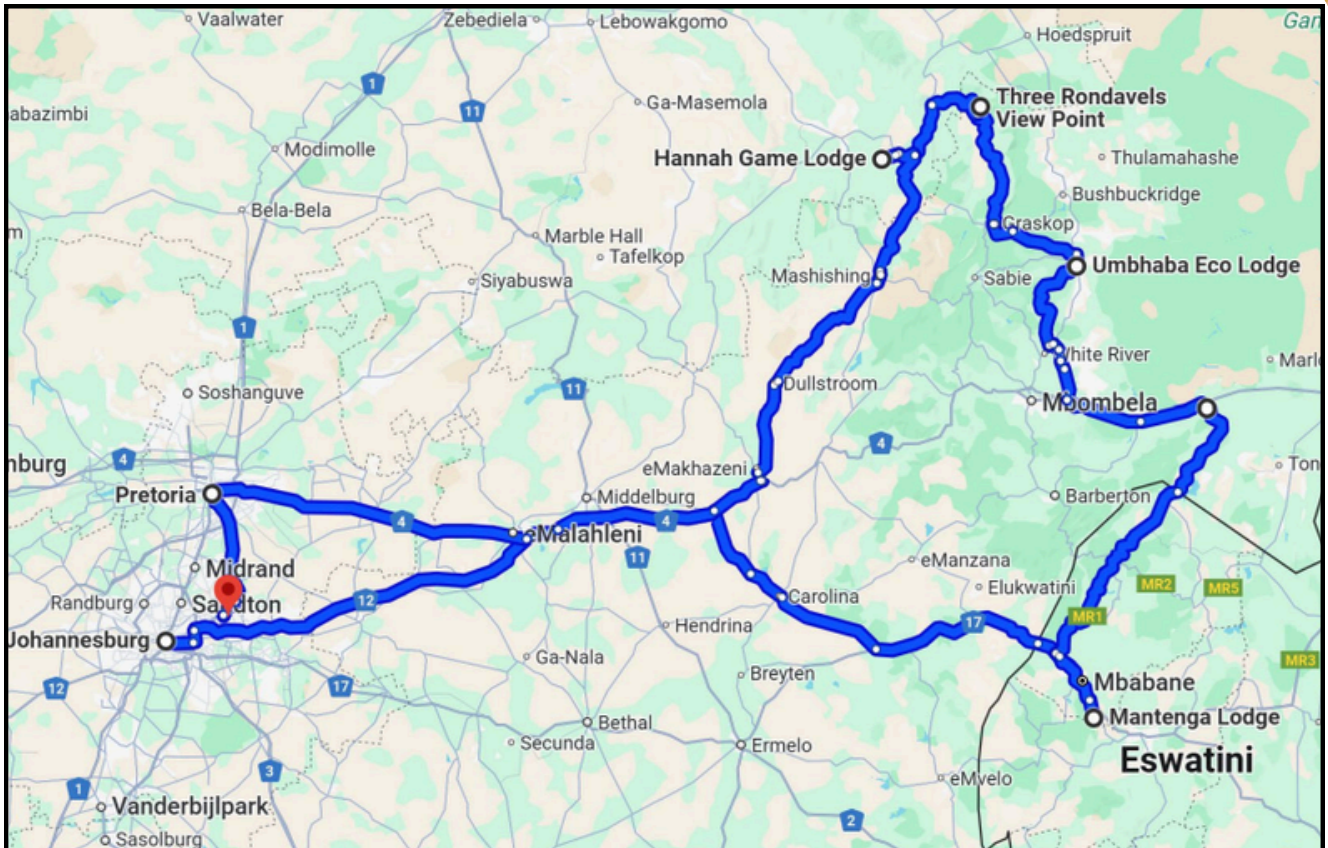 Vaalwater
Zebediela
Lebowakgomo
Gar
Hoedspruit
1
11
abazimbi
Ga-Masemola
Three Rondavels
View Point
Modimolle
Hannah Game Lodge
Thulamahashe
Bushbuckridge
Bela-Bela
m
Marble Hall
Tafelkop
Graskop
Siyabuswa
Mashishing
Sabie
Umbhaba Eco Lodge
1
White River
Marl
Soshanguve
11
Dullstroom
Mbombela
4
nburg
4
eMakhazeni
Ton
Pretoria
Middelburg
Barberton
4
4
eMalahleni
11
Midrand
eManzana
Elukwatini
MR2
MR5
Randburg
Sandton
12
Carolina
MR1
Johannesburg
Hendrina
17
Ga-Nala
MR3
12
17
Breyten
Mbabane
Mantenga Lodge
Bethal
Secunda
Ermelo
Eswatini
3
eMvelo
1
Vanderbijlpark
2
Sasolburg